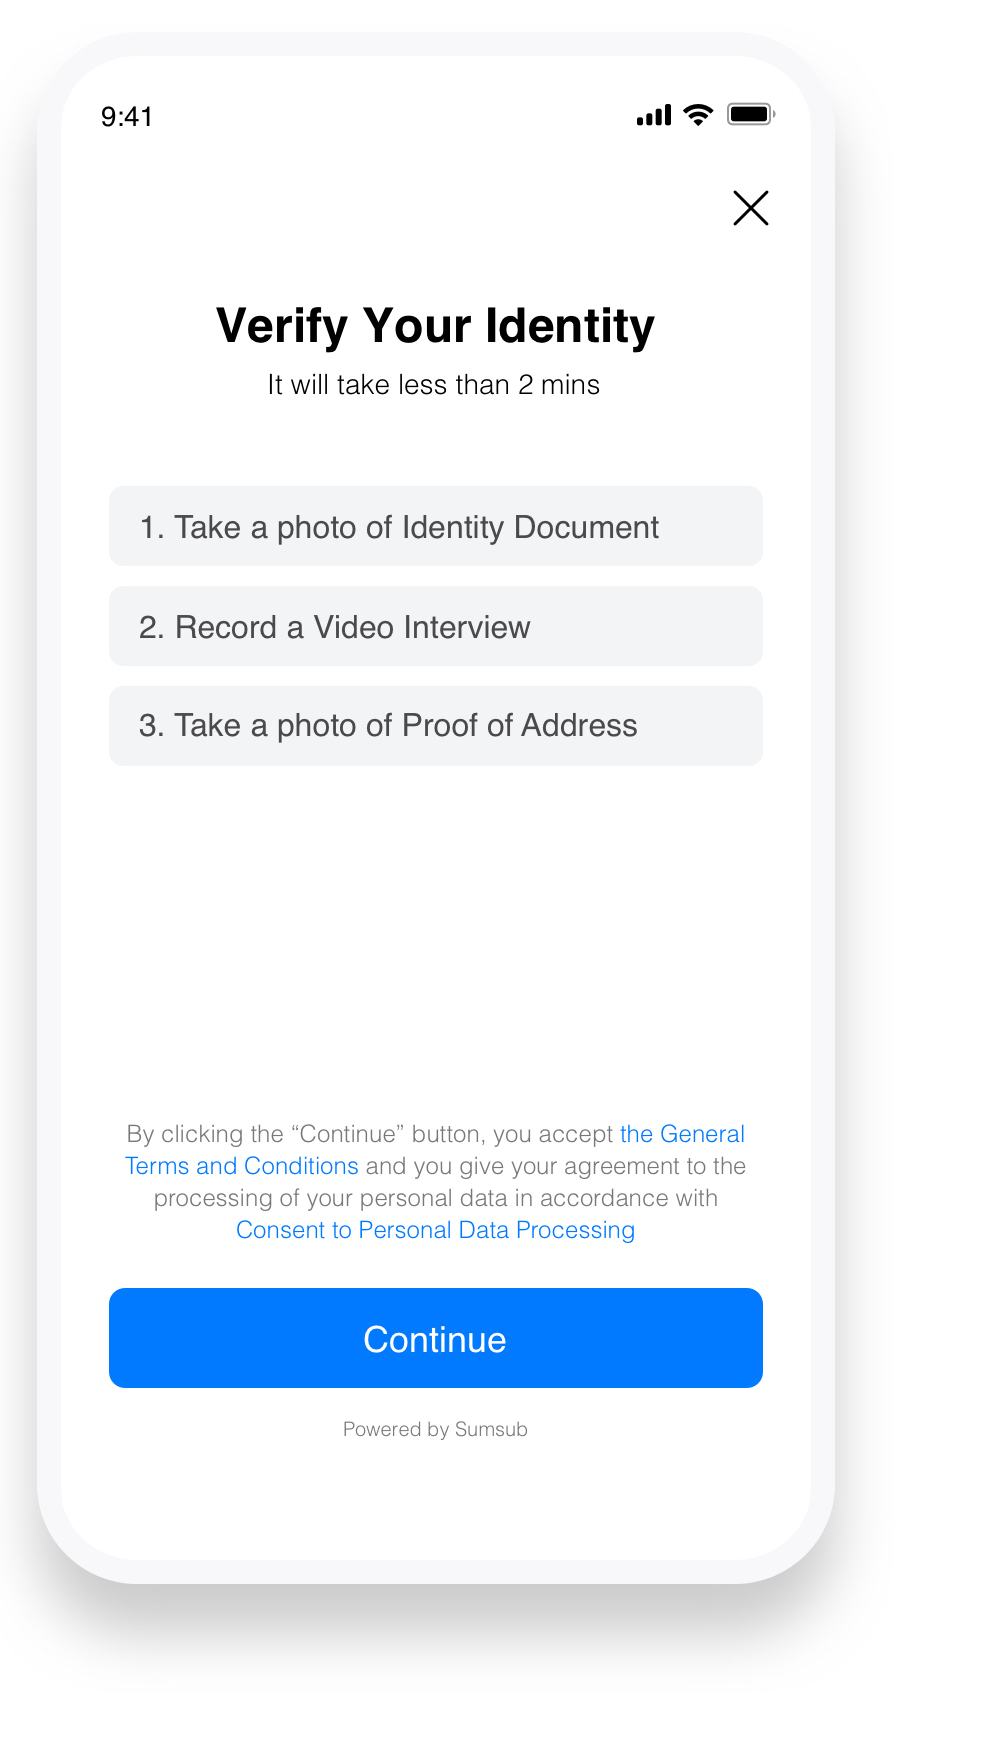 9:41
Verify Your Identity
It will take less than 2 mins
1. Take a photo of Identity Document
2. Record a Video Interview
3. Take a photo of Proof of Address
By clicking the “Continue” button, you accept the General
Terms and Conditions and you give your agreement to the
processing of your personal data in accordance with
Consent to Personal Data Processing
Continue
Powered by Sumsub